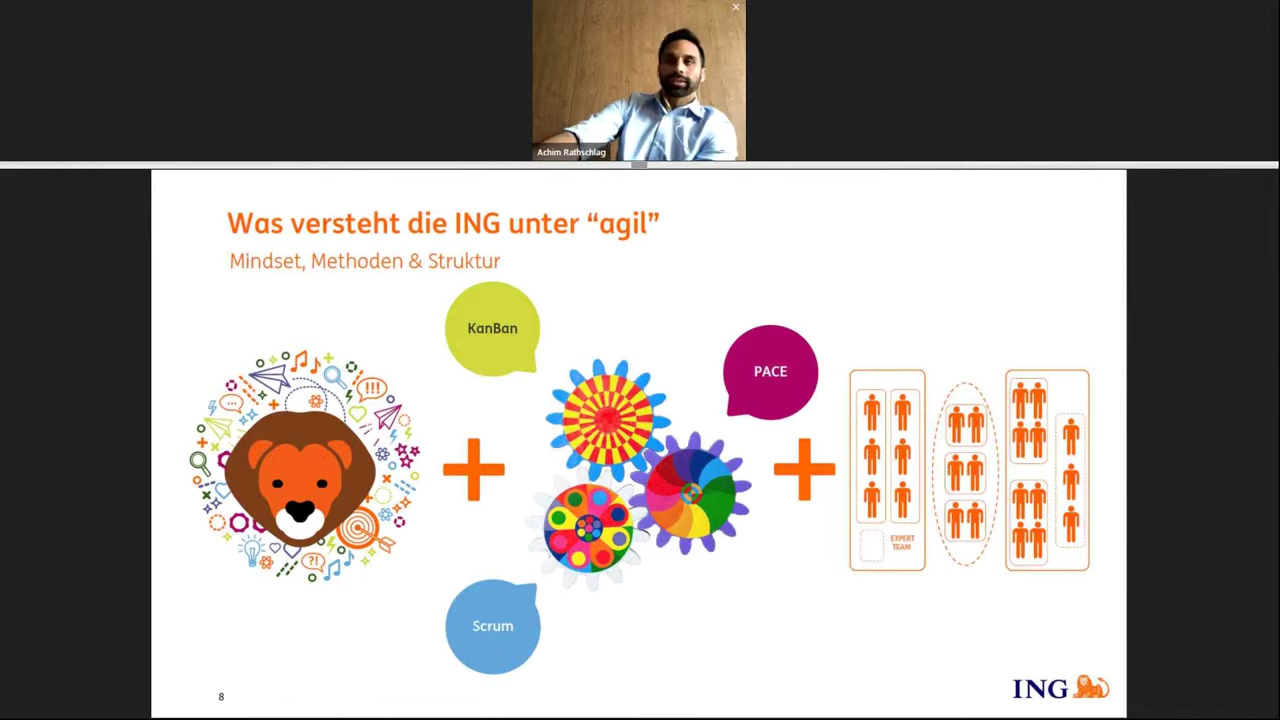 Achim Rathschlag
Was versteht die ING unter “agil”
Mindset, Methoden & Struktur
KanBan
PACE
!!!
...
?!
EXPERT
TEAM
Scrum
8
ING